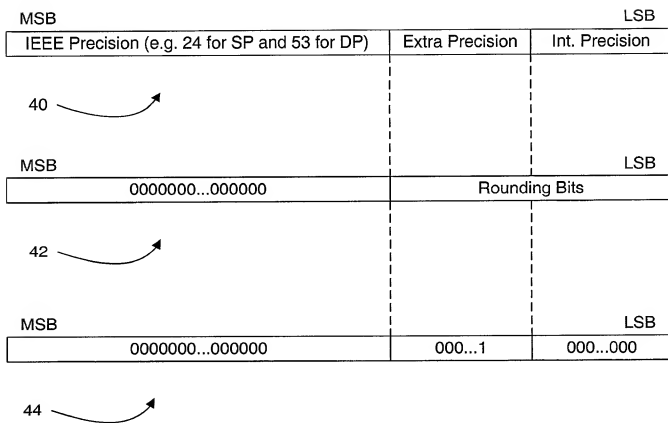 MSB LSB
IEEE Precision (e.g. 24 for SP and 53 for DP) Extra Precision Int. Precision
40
MSB LSB
0000000...000000 Rounding Bits
42
MSB LSB
0000000...000000 000...1 000...000
44